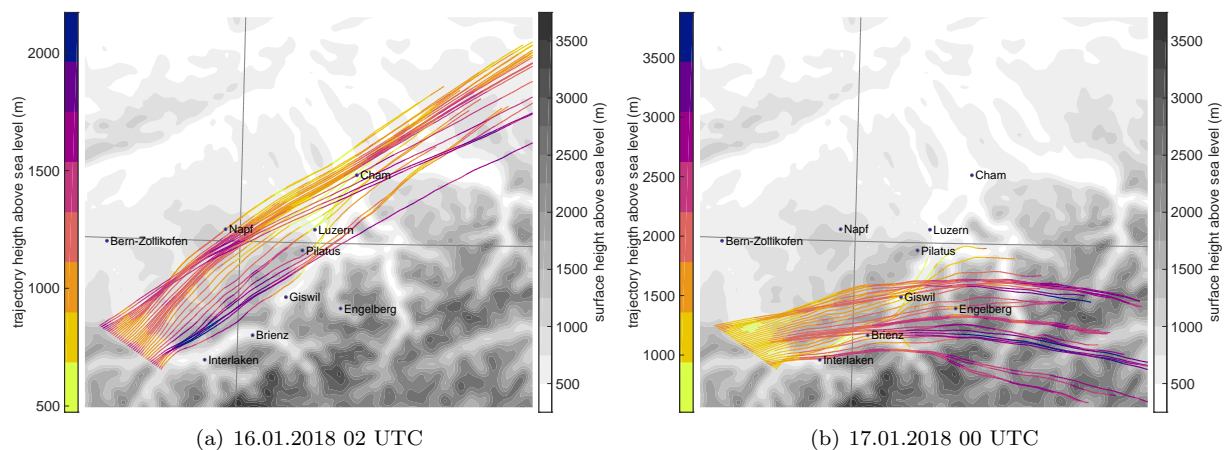 2000
1500
1000
500
trajectory heigth above sea level (m)
Cham
Napf
Luzern
Bern-Zollikofen
Pilatus
Giswil
Engelberg
Brienz
Interlaken
3500
3000
2500
2000
1500
1000
500
surface height above sea level (m)
(a) 16.01.2018 02 UTC
3500
3000
2500
2000
1500
1000
trajectory height above sea level (m)
Cham
Napf
Luzern
Bern-Zollikofen
Pilatus
Giswil
Engelberg
Brienz
Interlaken
3500
3000
2500
2000
1500
1000
500
surface height above sea level (m)
(b) 17.01.2018 00 UTC